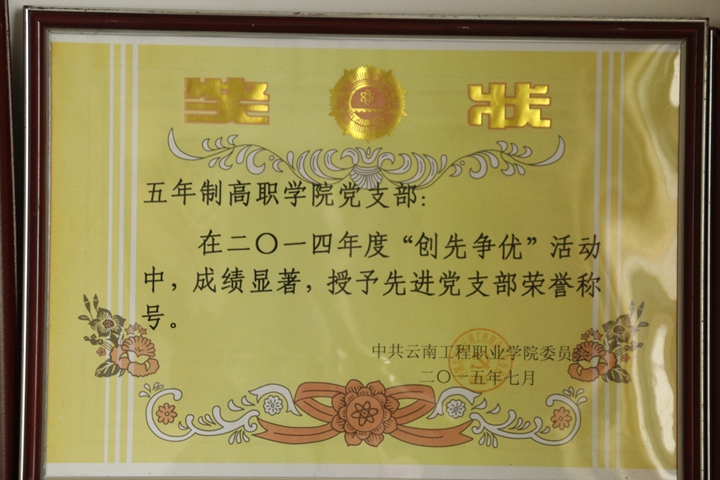 奖状
五年制高职学院党支部：
在二〇一四年度“创先争优”活动
中，成绩显著，授予先进党支部荣誉称
号。
中共云南工程职业学院委员会
二〇一五年七月